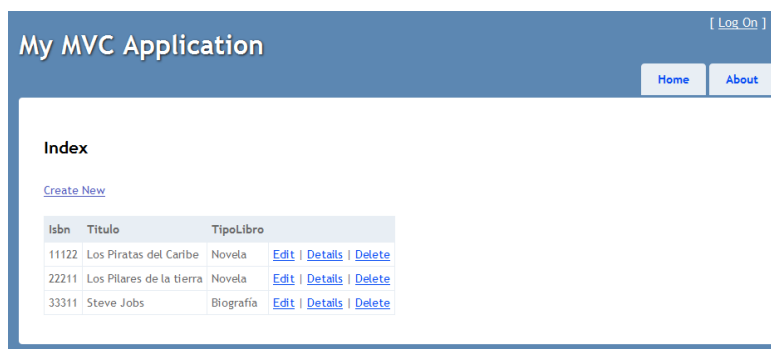 [ Log On ]
My MVC Application
Home About
Index
Create New
Isbn Titulo TipoLibro
11122 Los Piratas del Caribe Novela Edit | Details | Delete
22211 Los Pilares de la tierra Novela Edit | Details | Delete
33311 Steve Jobs Biografía Edit | Details | Delete